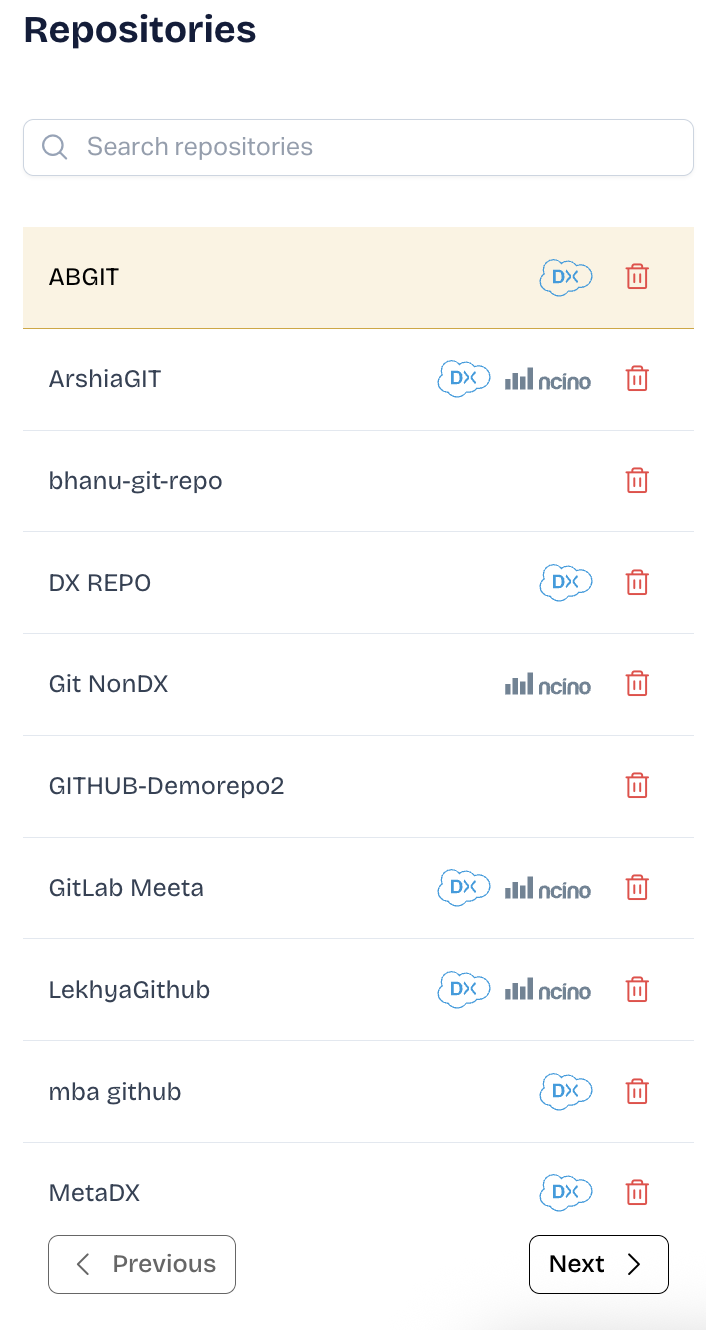 Repositories
Search repositories
ABGIT DX
ArshiaGIT DX ncino
bhanu-git-repo
DX REPO DX
Git NonDX ncino
GITHUB-Demorepo2
GitLab Meeta DX ncino
LekhyaGithub DX ncino
mba github DX
MetaDX DX
Previous Next